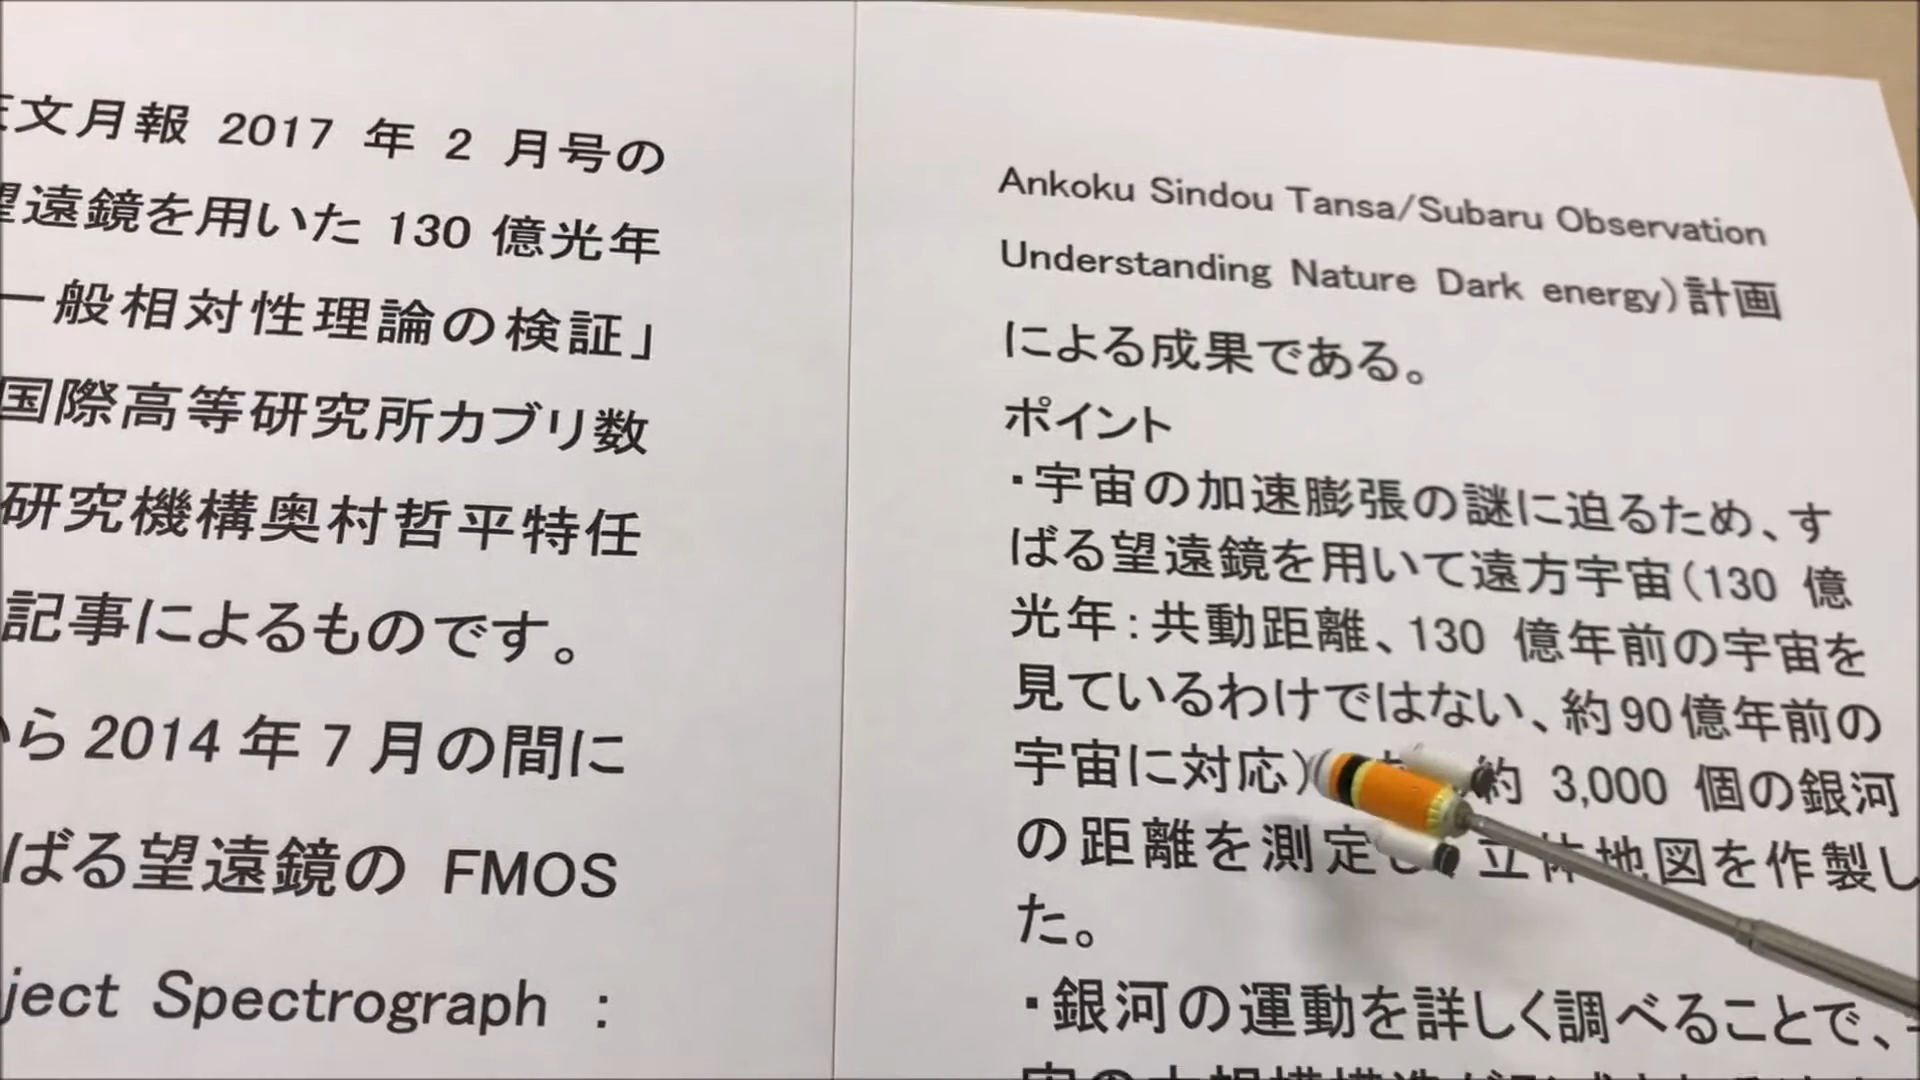 文月報 2017 年 2 月号の
遠鏡を用いた 130 億光年
一般相対性理論の検証」
国際高等研究所カブリ数
研究機構奥村哲平特任
記事によるものです。
ら 2014 年 7 月の間に
ばる望遠鏡の FMOS
ject Spectrograph :
Ankoku Sindou Tansa/Subaru Observation
Understanding Nature Dark energy)計画
による成果である。
ポイント
・宇宙の加速膨張の謎に迫るため、す
ばる望遠鏡を用いて遠方宇宙(130 億
光年:共動距離、130 億年前の宇宙を
見ているわけではない、約90億年前の
宇宙に対応) 約 3,000 個の銀河
の距離を測定し 立体地図を作製し
た。
・銀河の運動を詳しく調べることで、